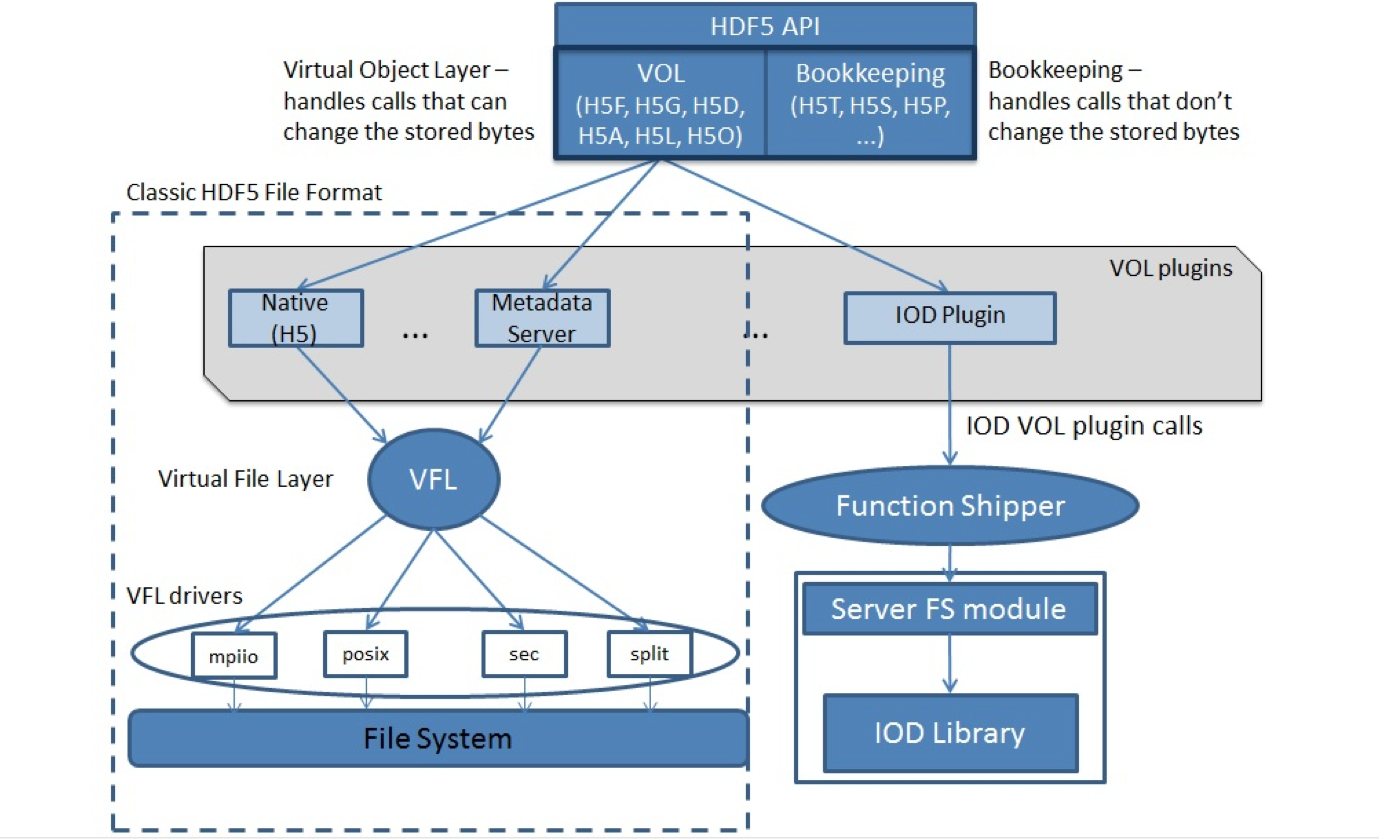 HDF5 API
Virtual Object Layer –
handles calls that can
change the stored bytes
VOL
(H5F, H5G, H5D,
H5A, H5L, H5O)
Bookkeeping
(H5T, H5S, H5P,
...)
Bookkeeping –
handles calls that don’t
change the stored bytes
Classic HDF5 File Format
VOL plugins
Native
(H5)
...
Metadata
Server
...
IOD Plugin
IOD VOL plugin calls
Virtual File Layer
VFL
Function Shipper
VFL drivers
mpiio
posix
sec
split
File System
Server FS module
IOD Library